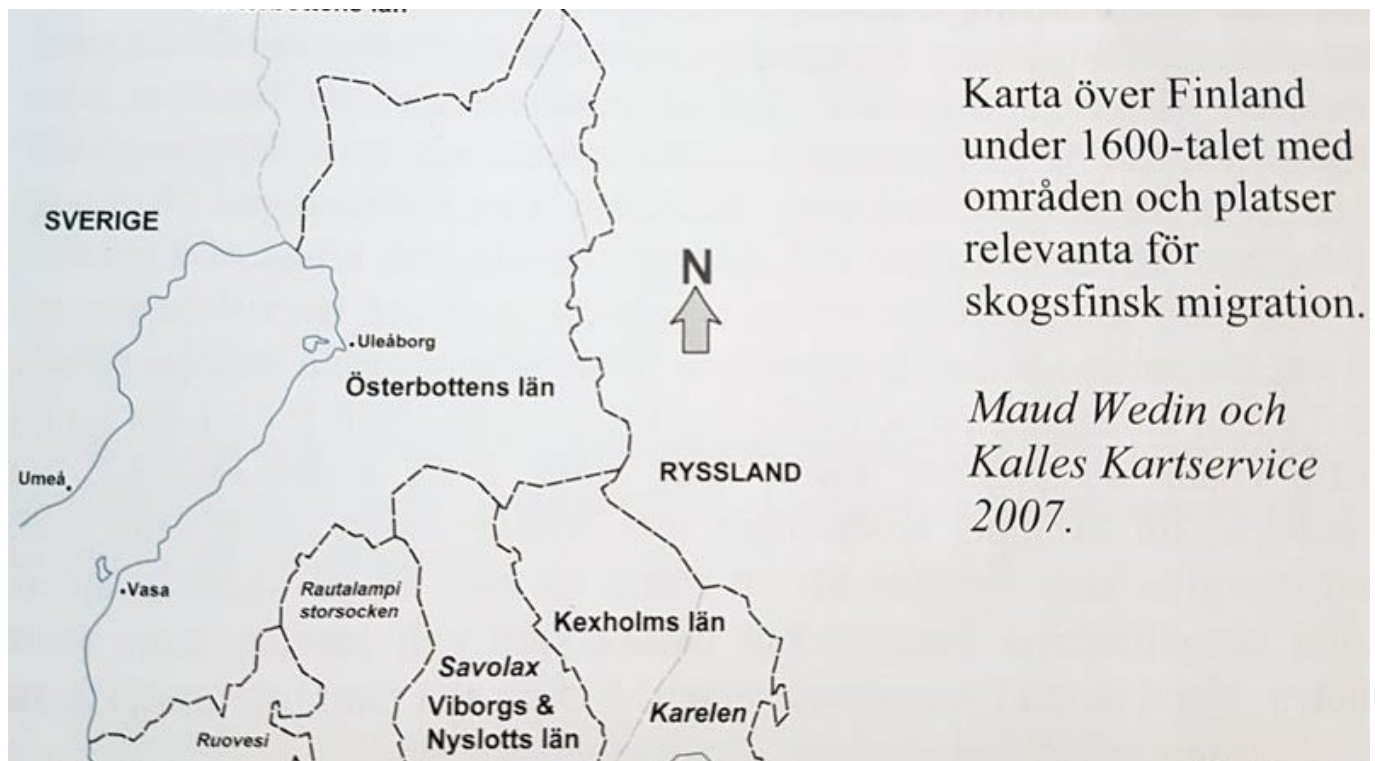 SVERIGE
N
Uleåborg
Österbottens län
Umeå
RYSSLAND
Vasa
Rautalampi
storsocken
Kexholms län
Savolax
Viborgs &
Nyslotts län
Karelen
Ruovesi
Karta över Finland
under 1600-talet med
områden och platser
relevanta för
skogsfinsk migration.
Maud Wedin och
Kalles Kartservice
2007.